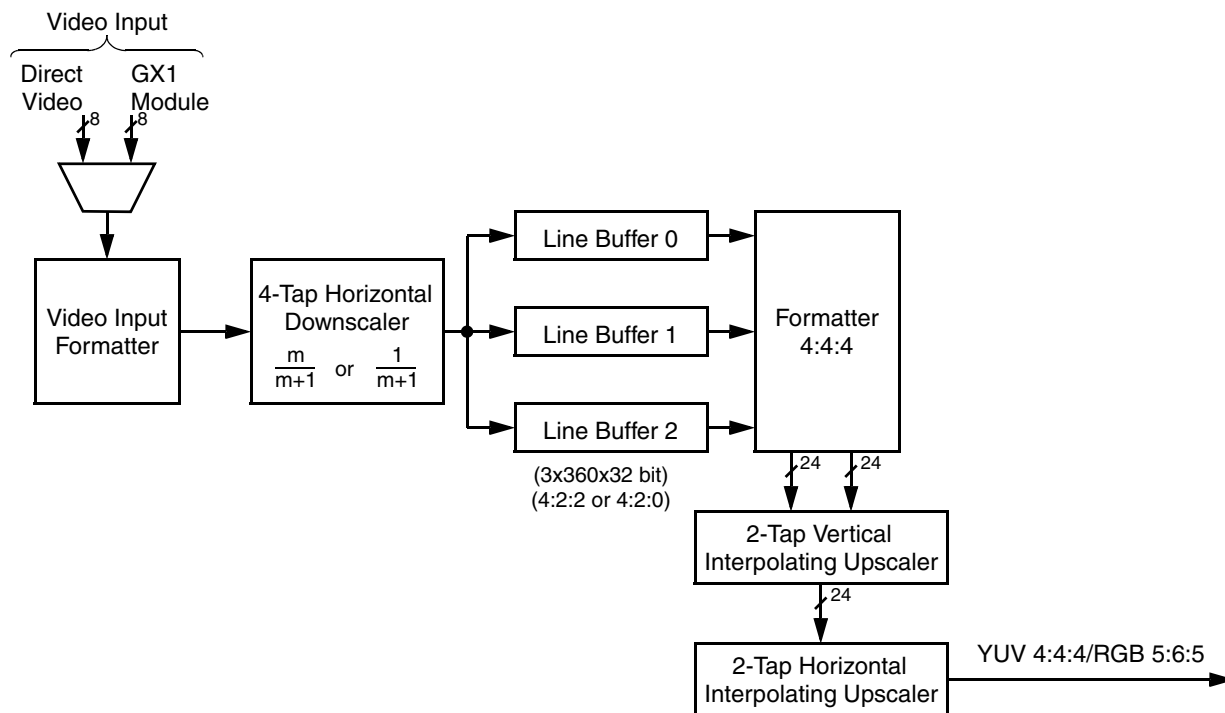 Video Input
Direct
Video
GX1
Module
8
8
Video Input
Formatter
4-Tap Horizontal
Downscaler
m
m+1
or
1
m+1
Line Buffer 0
Line Buffer 1
Line Buffer 2
(3x360x32 bit)
(4:2:2 or 4:2:0)
Formatter
4:4:4
24
24
2-Tap Vertical
Interpolating Upscaler
24
2-Tap Horizontal
Interpolating Upscaler
YUV 4:4:4/RGB 5:6:5